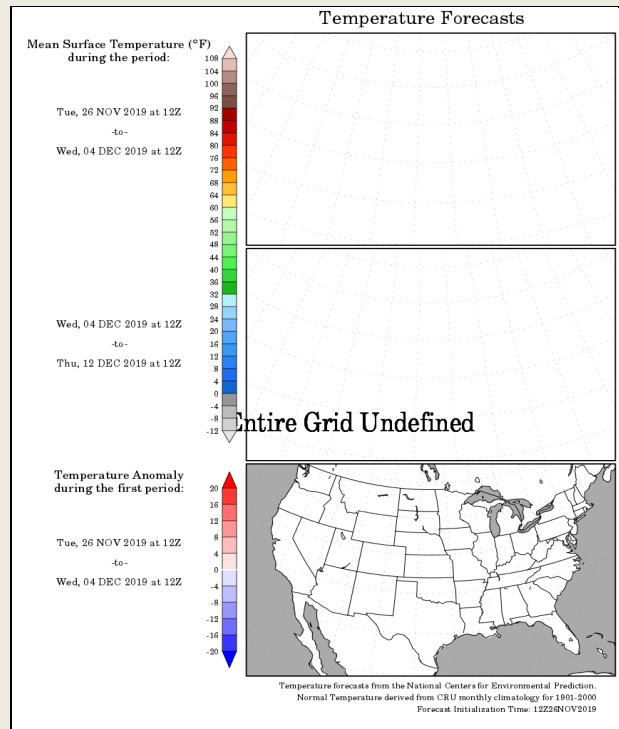 Temperature Forecasts
Mean Surface Temperature (°F)
during the period:
Tue, 26 NOV 2019 at 12Z
-to-
Wed, 04 DEC 2019 at 12Z
108
104
100
96
92
88
84
80
76
72
68
64
60
56
52
48
44
40
36
32
28
24
20
16
12
8
4
0
-4
-8
-12
Wed, 04 DEC 2019 at 12Z
-to-
Thu, 12 DEC 2019 at 12Z
Entire Grid Undefined
Temperature Anomaly
during the first period:
Tue, 26 NOV 2019 at 12Z
-to-
Wed, 04 DEC 2019 at 12Z
20
16
12
8
4
0
-4
-8
-12
-16
-20
Temperature forecasts from the National Centers for Environmental Prediction.
Normal Temperature derived from CRU monthly climatology for 1901-2000
Forecast Initialization Time: 12Z26NOV2019